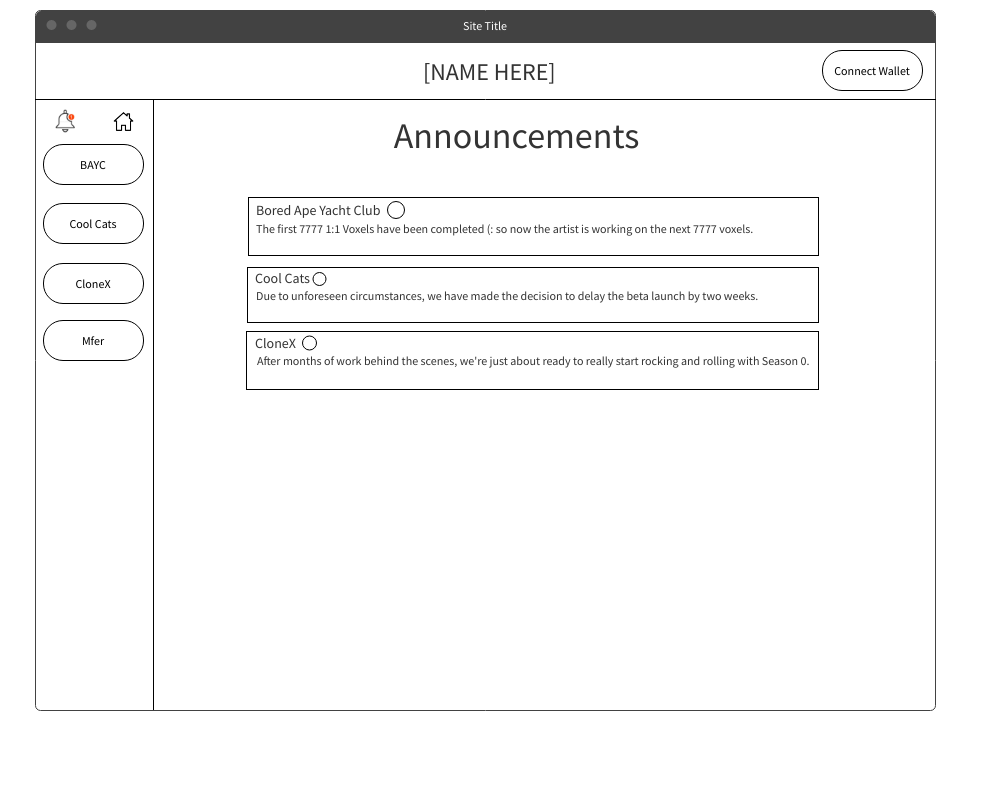 Site Title
[NAME HERE]
Connect Wallet
Announcements
BAYC
Cool Cats
CloneX
Mfer
Bored Ape Yacht Club
The first 7777 1:1 Voxels have been completed (: so now the artist is working on the next 7777 voxels.
Cool Cats
Due to unforeseen circumstances, we have made the decision to delay the beta launch by two weeks.
CloneX
After months of work behind the scenes, we're just about ready to really start rocking and rolling with Season 0.